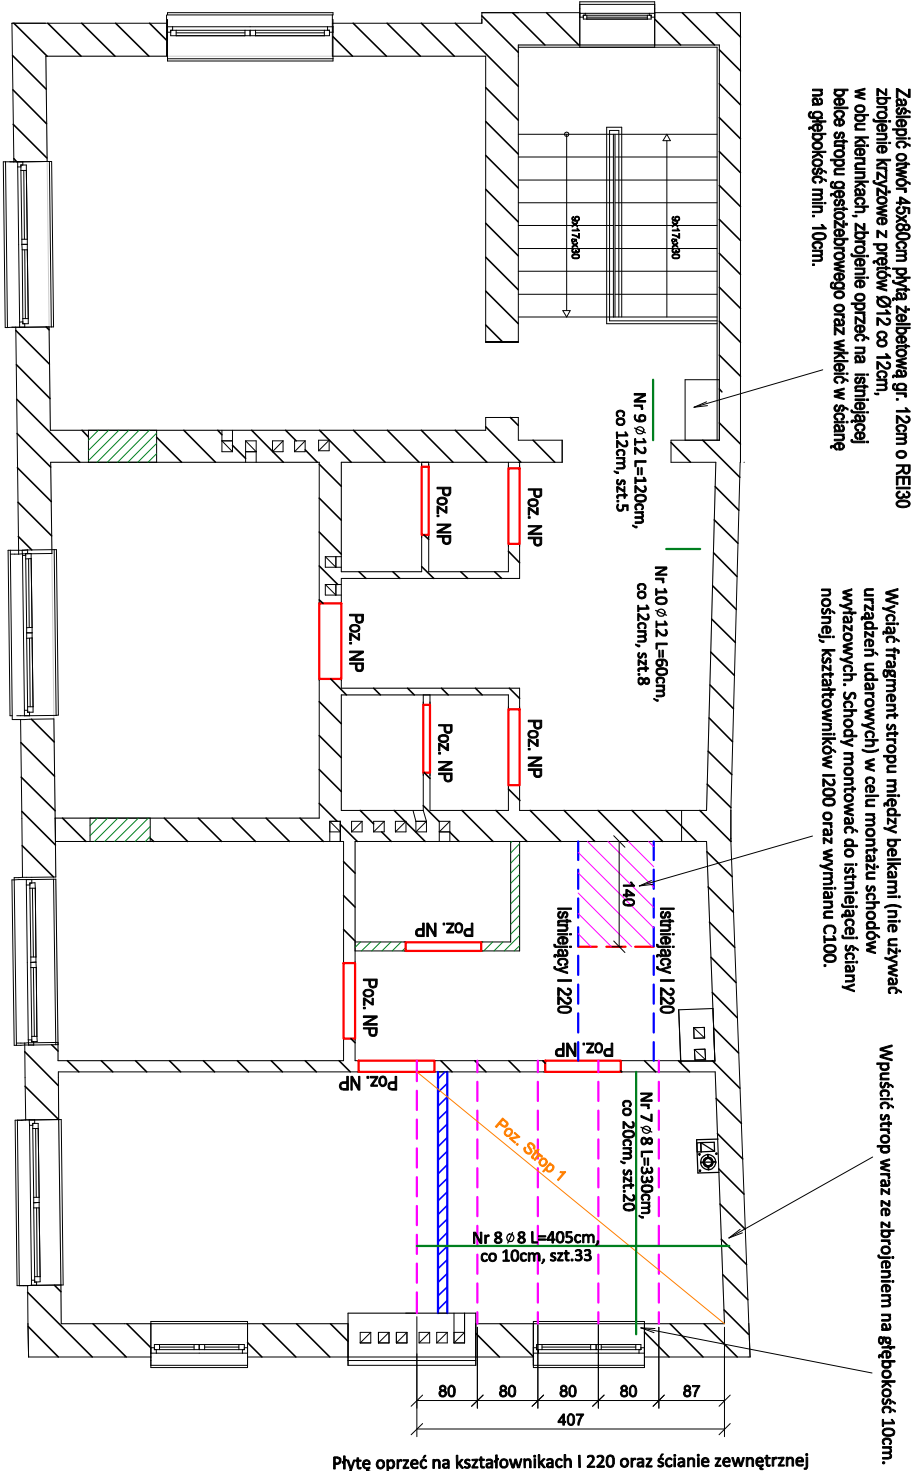 Zaślepić otwór 45x80cm płytą żelbetową gr. 12cm o REI30
zbrojenie krzyżowe z prętów Ø12 co 12cm,
w obu kierunkach, zbrojenie oprzeć na istniejącej
belce stropu gęstożebrowego oraz wkleić w ścianę
na głębokość min. 10cm.
Wyciąć fragment stropu między belkami (nie używać
urządzeń udarowych) w celu montażu schodów
wyłazowych. Schody montować do istniejącej ściany
nośnej, kształtowników I200 oraz wymianu C100.
Wpuścić strop wraz ze zbrojeniem na głębokość 10cm.
9x17,6x30
9x17,6x30
Nr 9 ϕ 12 L=120cm,
co 12cm, szt.5
Nr 10 ϕ 12 L=60cm,
co 12cm, szt.8
Poz. NP
Poz. NP
Poz. NP
Poz. NP
Poz. NP
140
Istniejący I 220
Istniejący I 220
Poz. NP
Poz. NP
Poz. NP
Poz. NP
Nr 7 ϕ 8 L=330cm,
co 20cm, szt.20
Poz. Strop 1
Nr 8 ϕ 8 L=405cm,
co 10cm, szt.33
80
80
80
80
87
407
Płytę oprzeć na kształownikach I 220 oraz ścianie zewnętrznej